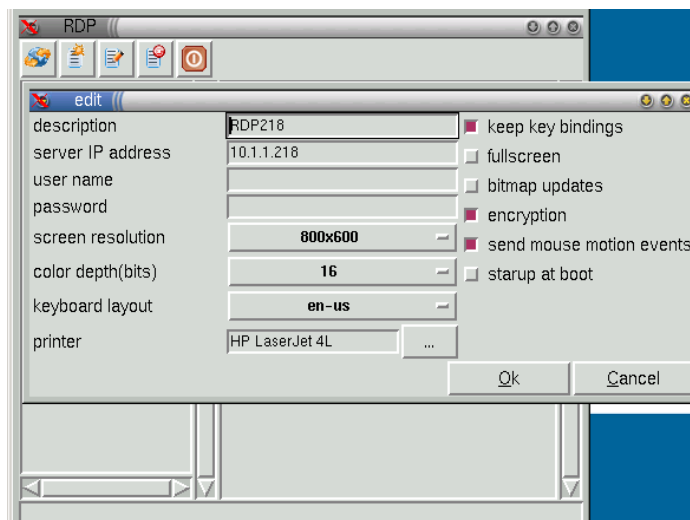 RDP
edit
description RDP218
server IP address 10.1.1.218
user name
password
screen resolution 800x600
color depth(bits) 16
keyboard layout en-us
printer HP LaserJet 4L ...
keep key bindings
fullscreen
bitmap updates
encryption
send mouse motion events
starup at boot
Ok Cancel